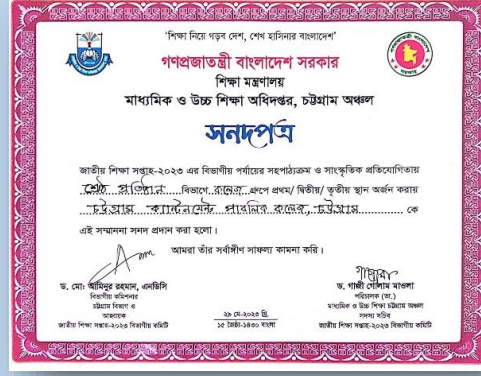 'শিক্ষা নিয়ে গড়ব দেশ, শেখ হাসিনার বাংলাদেশ'
গণপ্রজাতন্ত্রী বাংলাদেশ সরকার
শিক্ষা মন্ত্রণালয়
মাধ্যমিক ও উচ্চ শিক্ষা অধিদপ্তর, চট্টগ্রাম অঞ্চল
সনদপত্র
জাতীয় শিক্ষা সপ্তাহ-২০২৩ এর বিভাগীয় পর্যায়ের সহপাঠ্যক্রম ও সাংস্কৃতিক প্রতিযোগিতায়
শ্রেষ্ঠ প্রতিষ্ঠান বিভাগে কলেজ গ্রুপে প্রথম/ দ্বিতীয়/ তৃতীয় স্থান অর্জন করায়
চট্টগ্রাম ক্যান্টনমেন্ট পাবলিক কলেজ, চট্টগ্রাম কে
এই সম্মাননা সনদ প্রদান করা হলো।
আমরা তাঁর সর্বাঙ্গীণ সাফল্য কামনা করি।
ড. মোঃ আমিনুর রহমান, এনডিসি
বিভাগীয় কমিশনার
চট্টগ্রাম বিভাগ ও
আহবায়ক
জাতীয় শিক্ষা সপ্তাহ-২০২৩ বিভাগীয় কমিটি
২৯ মে-২০২৩ খ্রি.
১৫ জ্যৈষ্ঠ-১৪৩০ বাংলা
ড. গাজী গোলাম মাওলা
পরিচালক (ভা.)
মাধ্যমিক ও উচ্চ শিক্ষা চট্টগ্রাম অঞ্চল
সদস্য সচিব
জাতীয় শিক্ষা সপ্তাহ-২০২৩ বিভাগীয় কমিটি